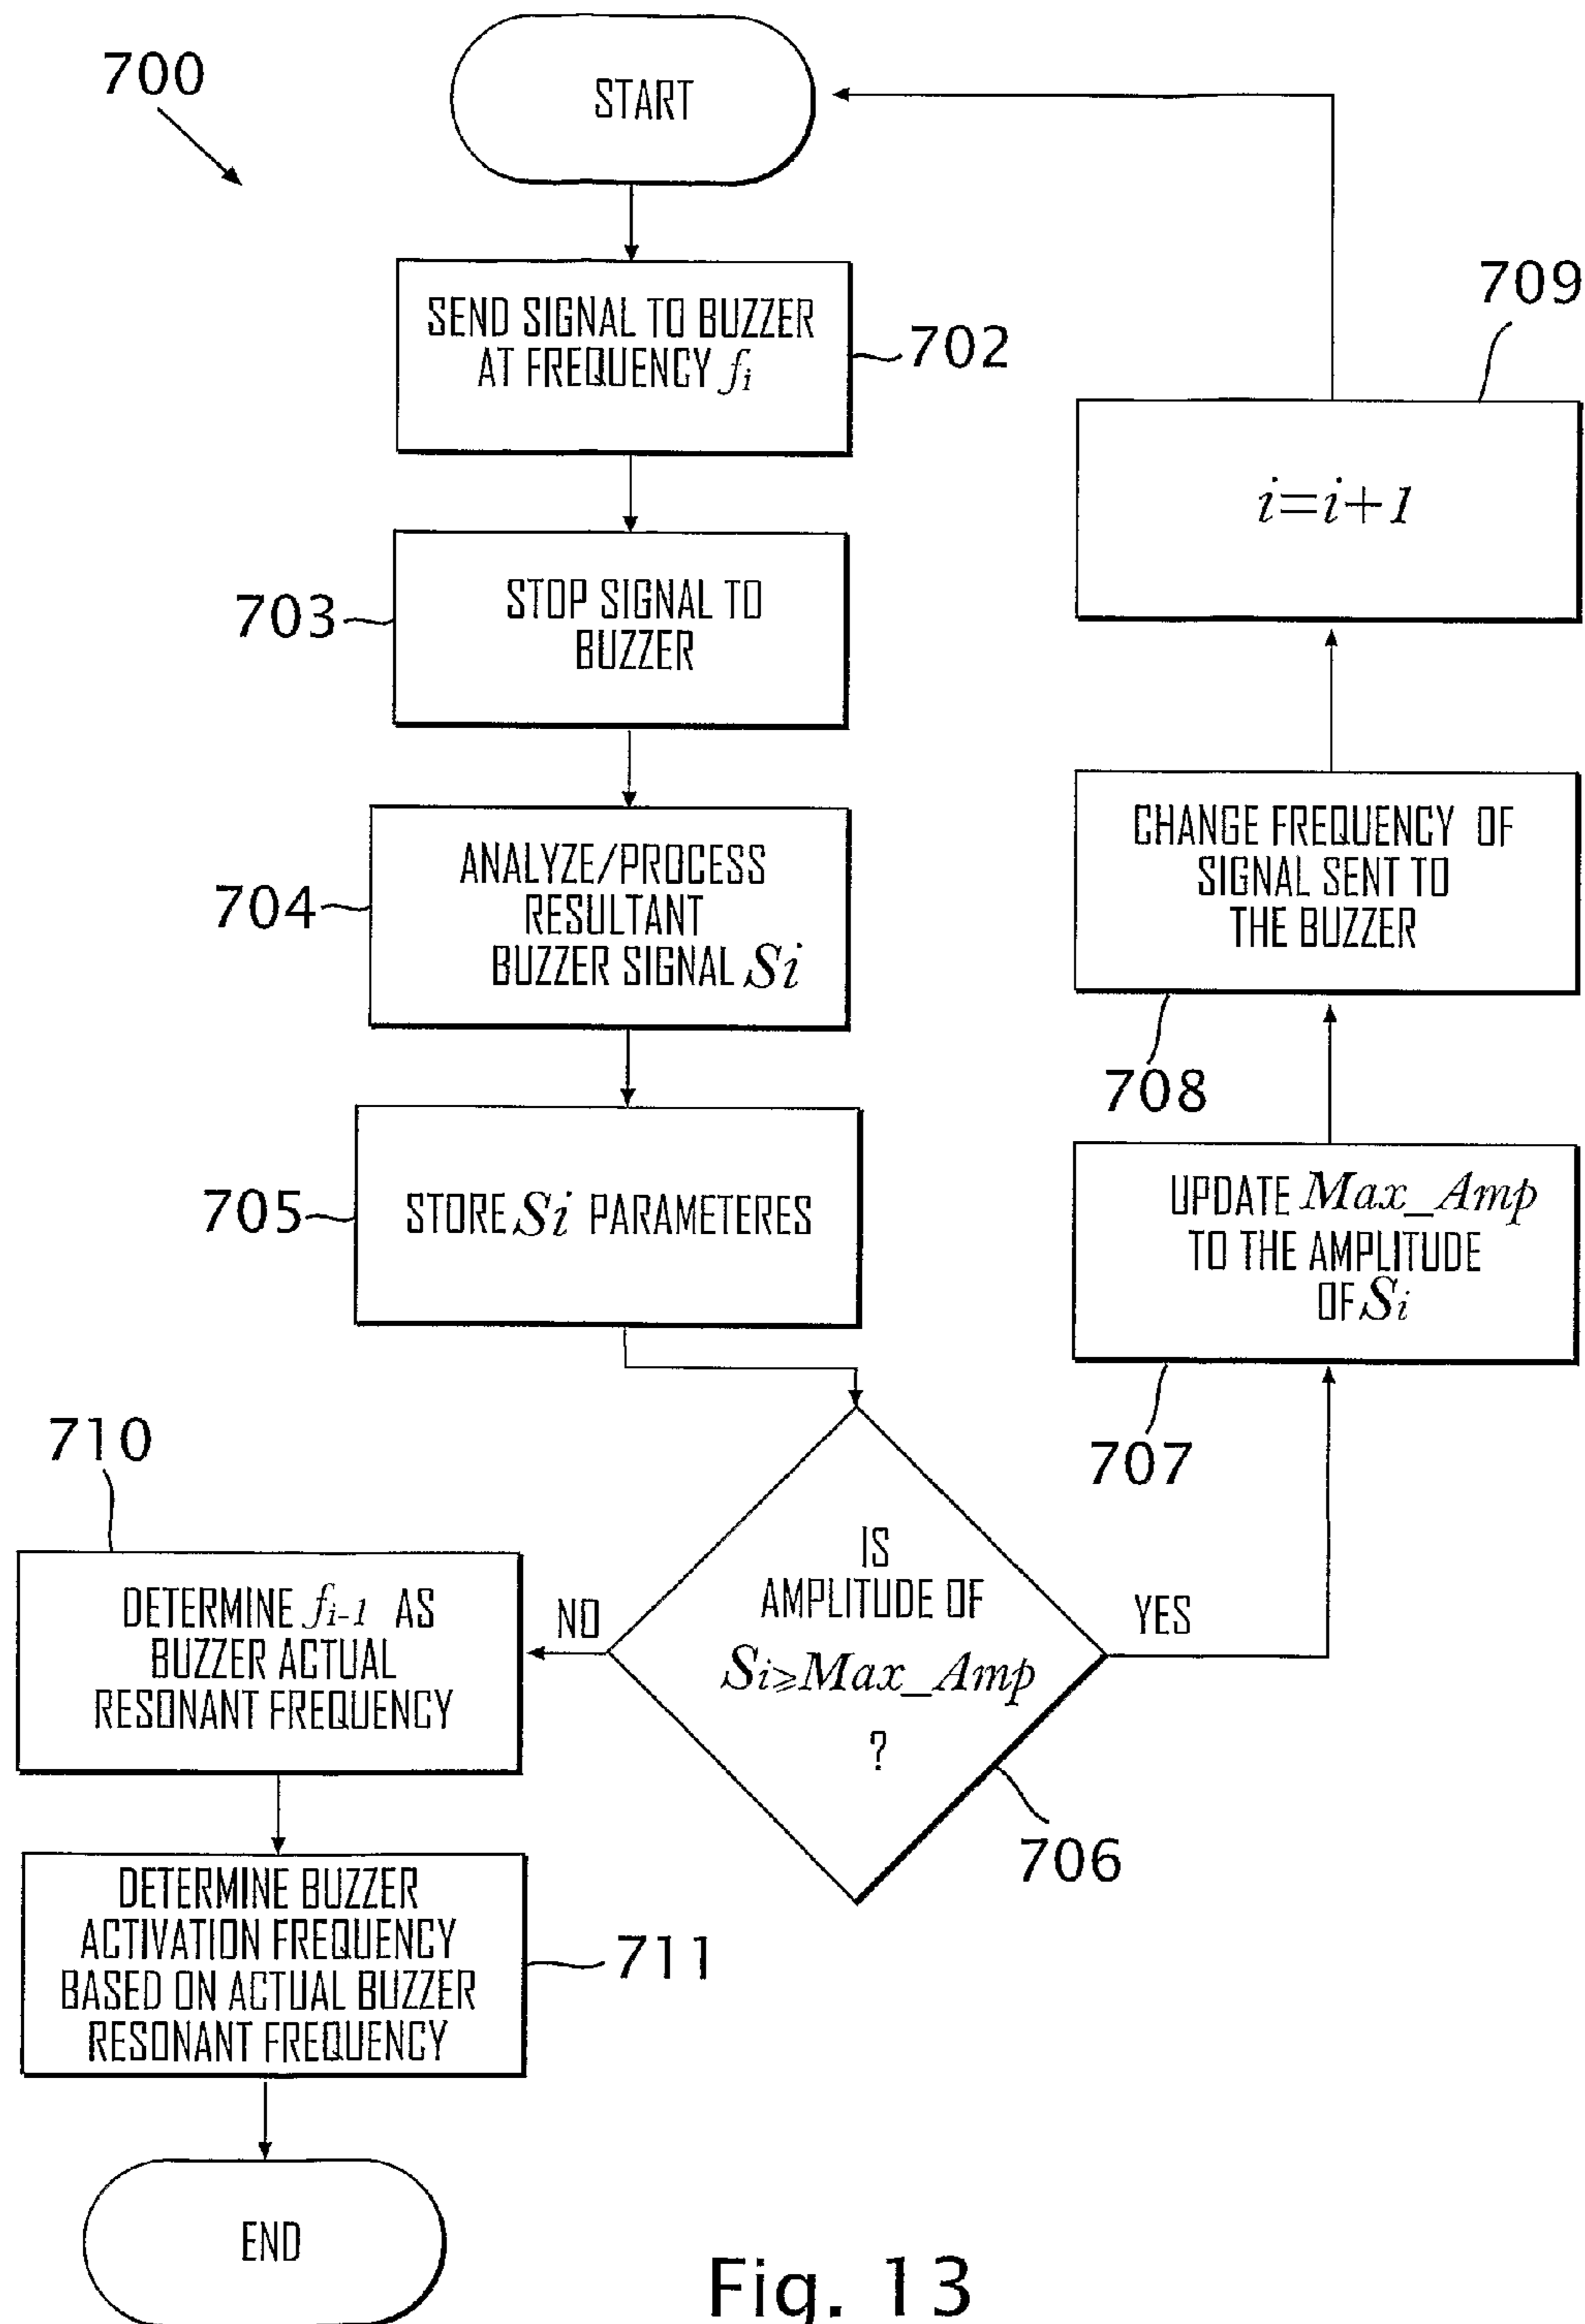 700
START
SEND SIGNAL TO BUZZER
AT FREQUENCY fi
702
STOP SIGNAL TO
BUZZER
703
ANALYZE/PROCESS
RESULTANT
BUZZER SIGNAL Si
704
STORE Si PARAMETERES
705
IS
AMPLITUDE OF
Si⩾Max_Amp
?
706
YES
NO
UPDATE Max_Amp
TO THE AMPLITUDE
OF Si
707
CHANGE FREQUENCY OF
SIGNAL SENT TO
THE BUZZER
708
i=i+1
709
710
DETERMINE fi-1 AS
BUZZER ACTUAL
RESONANT FREQUENCY
DETERMINE BUZZER
ACTIVATION FREQUENCY
BASED ON ACTUAL BUZZER
RESONANT FREQUENCY
711
END
Fig. 13